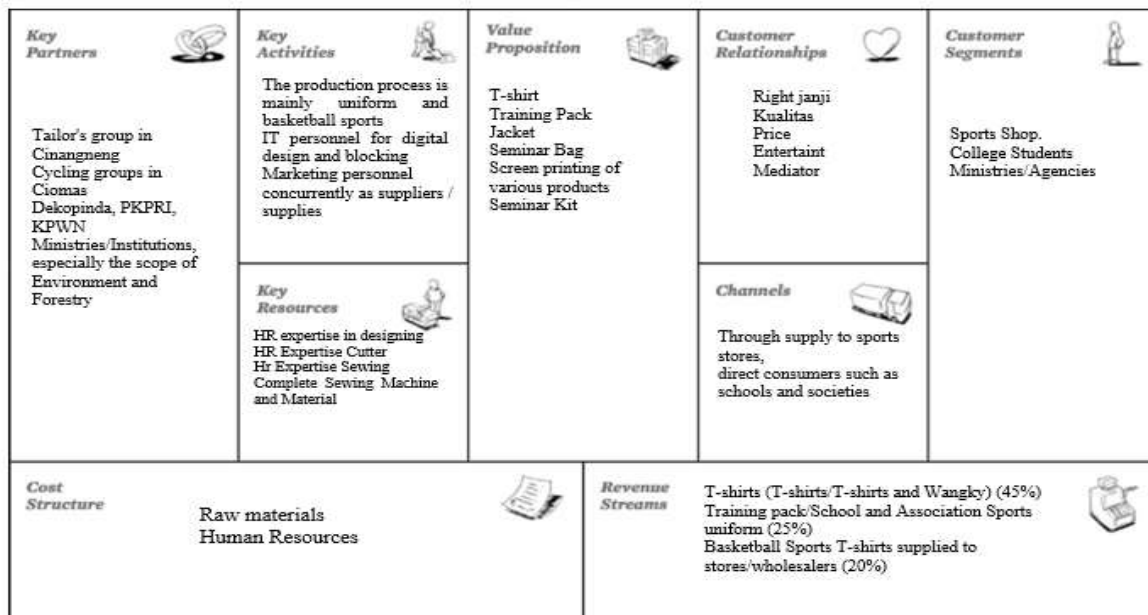 Key
Partners
Tailor's group in
Cinangneng
Cycling groups in
Ciomas
Dekopinda, PKPRI,
KPWN
Ministries/Institutions,
especially the scope of
Environment and
Forestry
Key
Activities
The production process is
mainly uniform and
basketball sports
IT personnel for digital
design and blocking
Marketing personnel
concurrently as suppliers /
supplies
Key
Resources
HR expertise in designing
HR Expertise Cutter
Hr Expertise Sewing
Complete Sewing Machine
and Material
Value
Proposition
T-shirt
Training Pack
Jacket
Seminar Bag
Screen printing of
various products
Seminar Kit
Customer
Relationships
Right janji
Kualitas
Price
Entertaint
Mediator
Channels
Through supply to sports
stores,
direct consumers such as
schools and societies
Customer
Segments
Sports Shop.
College Students
Ministries/Agencies
Cost
Structure
Raw materials
Human Resources
Revenue
Streams
T-shirts (T-shirts/T-shirts and Wangky) (45%)
Training pack/School and Association Sports
uniform (25%)
Basketball Sports T-shirts supplied to
stores/wholesalers (20%)